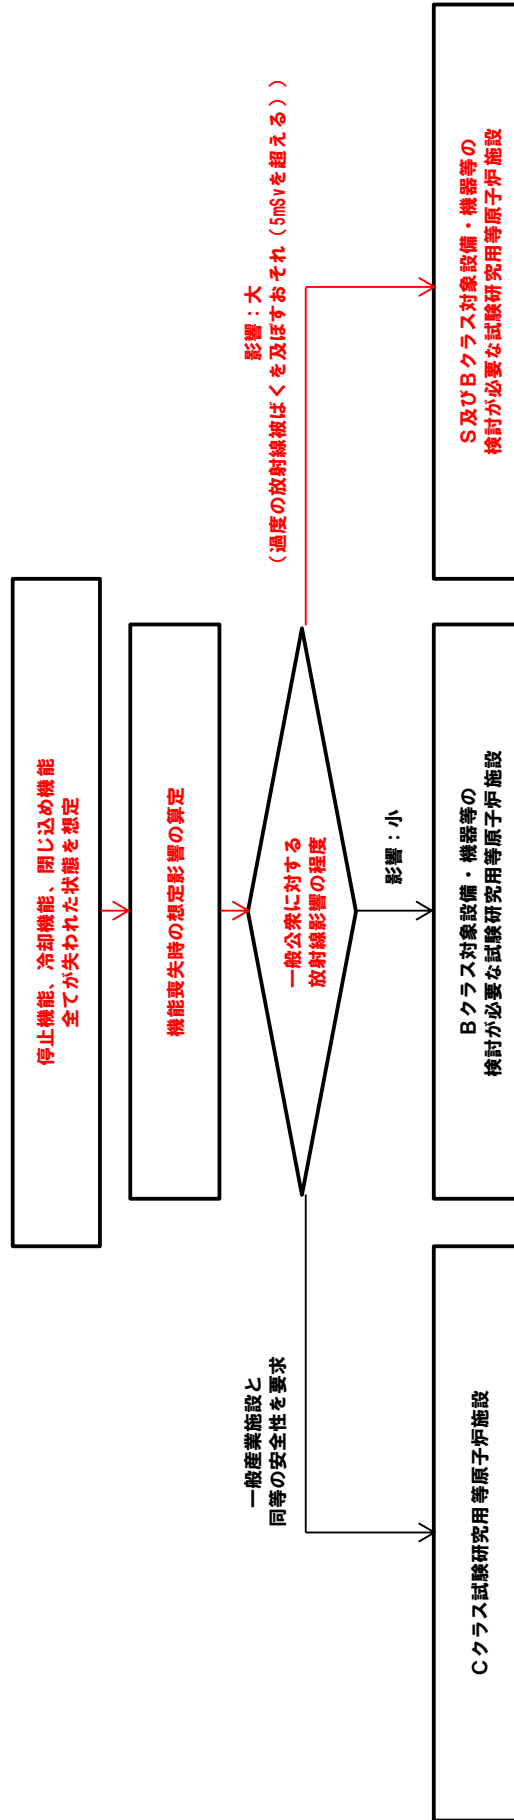 停止機能、冷却機能、閉じ込め機能
全てが失われた状態を想定
機能喪失時の想定影響の算定
一般公衆に対する
放射線影響の程度
一般産業施設と
同等の安全性を要求
影響：小
影響：大
（過度の放射線被ばくを及ぼすおそれ（5mSvを超える））
Cクラス試験研究用等原子炉施設
Bクラス対象設備・機器等の
検討が必要な試験研究用等原子炉施設
S及びBクラス対象設備・機器等の
検討が必要な試験研究用等原子炉施設